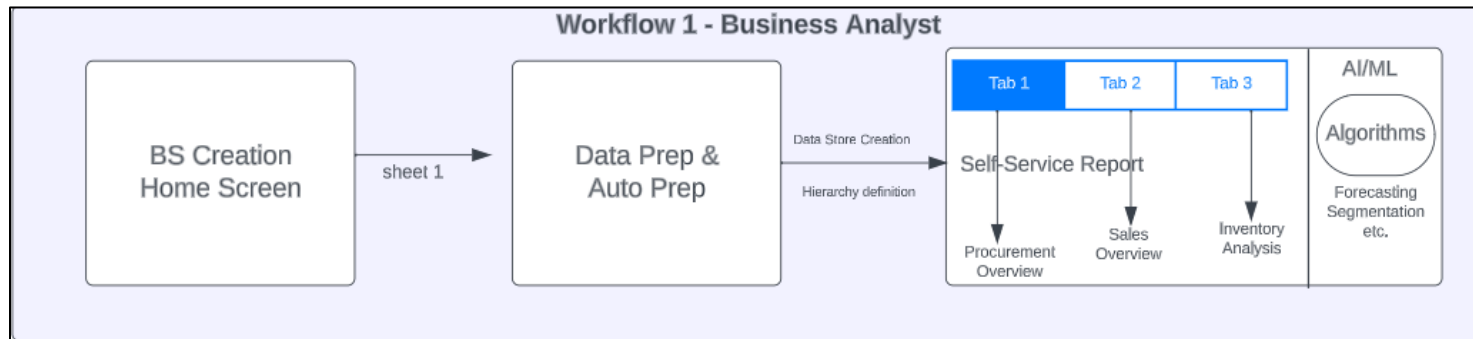 Workflow 1 - Business Analyst
BS Creation
Home Screen
sheet 1
Data Prep &
Auto Prep
Data Store Creation
Hierarchy definition
Tab 1
Tab 2
Tab 3
Self-Service Report
Procurement
Overview
Sales
Overview
Inventory
Analysis
AI/ML
Algorithms
Forecasting
Segmentation
etc.